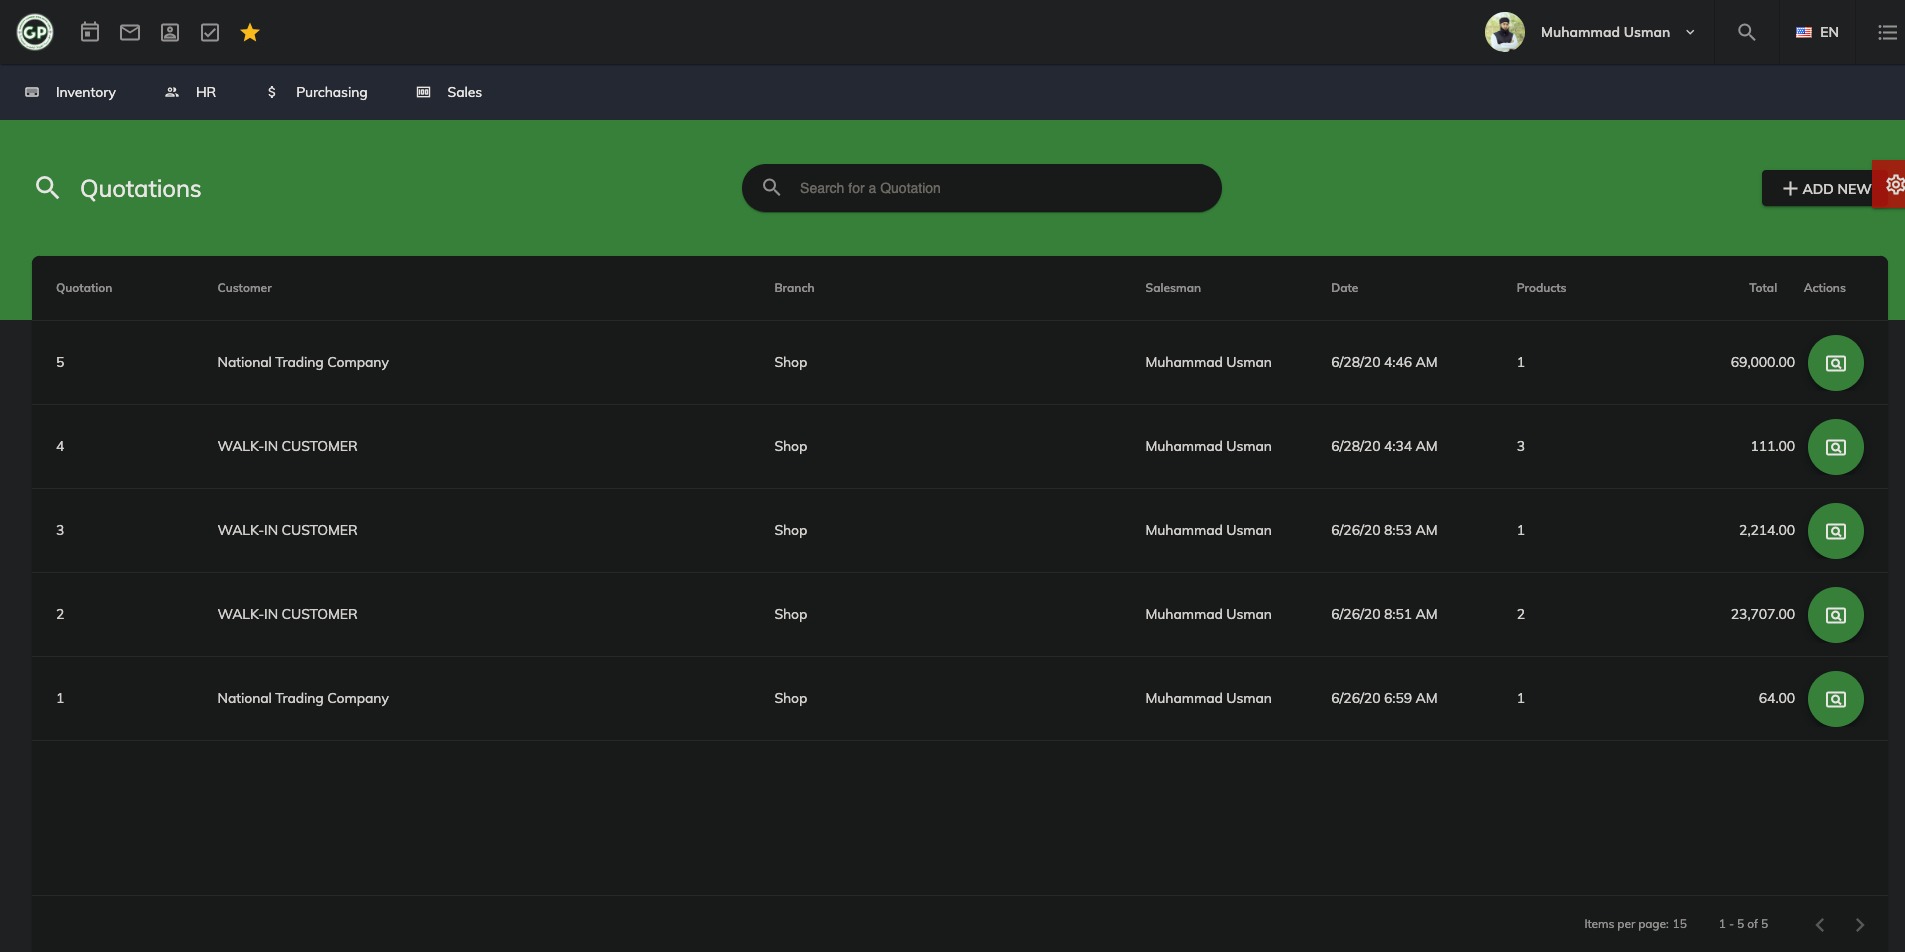 GP Muhammad Usman EN
Inventory HR Purchasing Sales
Quotations Search for a Quotation ADD NEW
Quotation Customer Branch Salesman Date Products Total Actions
5 National Trading Company Shop Muhammad Usman 6/28/20 4:46 AM 1 69,000.00
4 WALK-IN CUSTOMER Shop Muhammad Usman 6/28/20 4:34 AM 3 111.00
3 WALK-IN CUSTOMER Shop Muhammad Usman 6/26/20 8:53 AM 1 2,214.00
2 WALK-IN CUSTOMER Shop Muhammad Usman 6/26/20 8:51 AM 2 23,707.00
1 National Trading Company Shop Muhammad Usman 6/26/20 6:59 AM 1 64.00
Items per page: 15 1 - 5 of 5